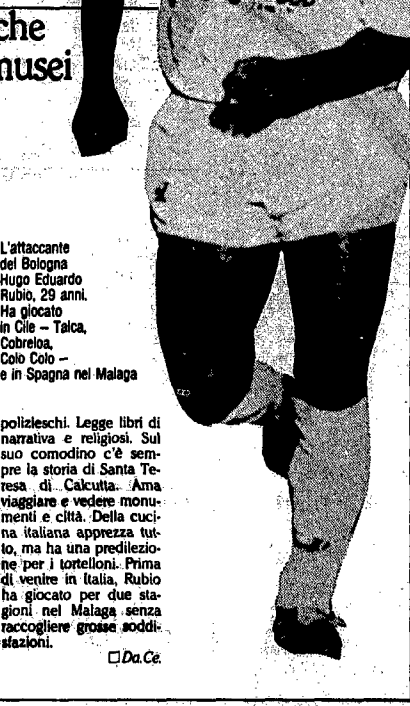 che
musei
L'attaccante
del Bologna
Hugo Eduardo
Rubio, 29 anni.
Ha giocato
in Cile – Talca,
Cobreloa,
Colo Colo –
e in Spagna nel Malaga
polizieschi. Legge libri di
narrativa e religiosi. Sul
suo comodino c'è sem-
pre la storia di Santa Te-
resa di Calcutta. Ama
viaggiare e vedere monu-
menti e città. Della cuci-
na italiana apprezza tut-
to, ma ha una predilezio-
ne per i tortelloni. Prima
di venire in Italia, Rubio
ha giocato per due sta-
gioni nel Malaga senza
raccogliere grosse soddi-
sfazioni.
□ Da.Ce.